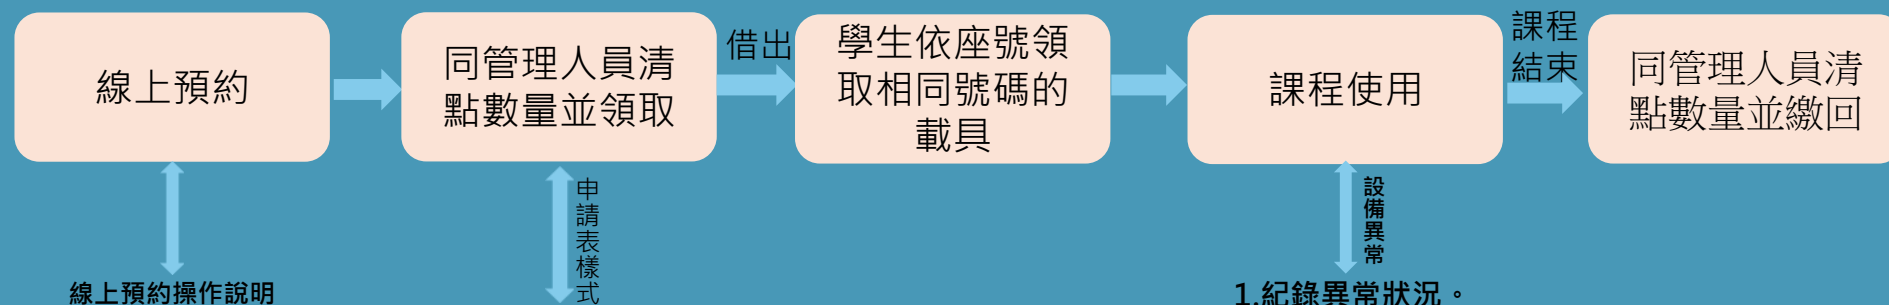 線上預約
同管理人員清
點數量並領取
借出
學生依座號領
取相同號碼的
載具
課程使用
課程
結束
同管理人員清
點數量並繳回
申請表樣式
設備異常
線上預約操作說明
1.紀錄異常狀況。